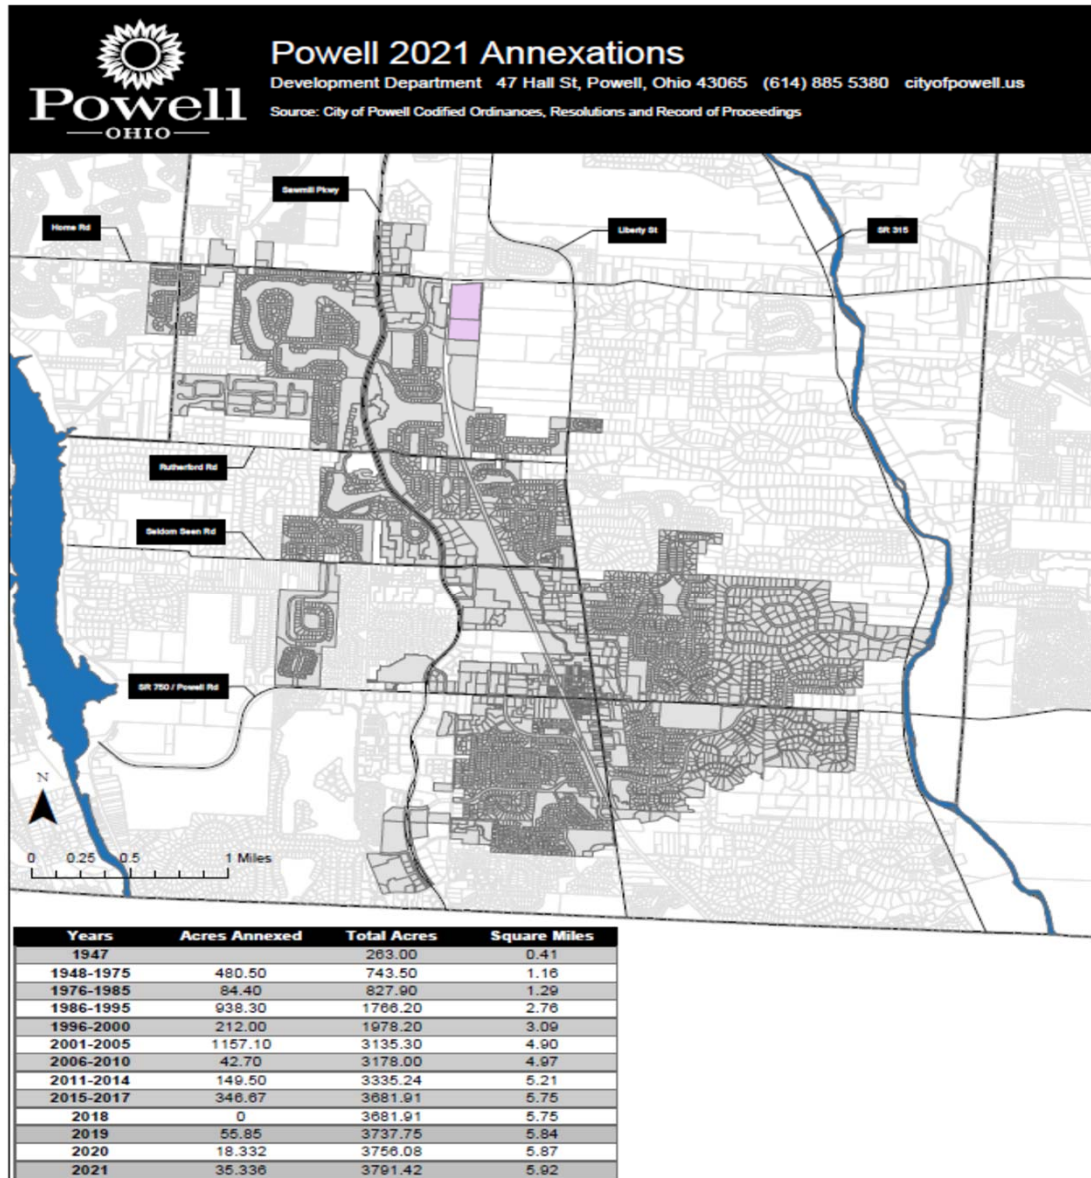 Powell
OHIO
Powell 2021 Annexations
Development Department 47 Hall St, Powell, Ohio 43065 (614) 885 5380 cityofpowell.us
Source: City of Powell Codified Ordinances, Resolutions and Record of Proceedings
Sawmill Pkwy
Home Rd
Liberty St
SR 315
Rutherford Rd
Seldom Seen Rd
SR 750 / Powell Rd
N
0 0.25 0.5 1 Miles
Years Acres Annexed Total Acres Square Miles
1947 263.00 0.41
1948-1975 480.50 743.50 1.16
1976-1985 84.40 827.90 1.29
1986-1995 938.30 1766.20 2.76
1996-2000 212.00 1978.20 3.09
2001-2005 1157.10 3135.30 4.90
2006-2010 42.70 3178.00 4.97
2011-2014 149.50 3335.24 5.21
2015-2017 346.67 3681.91 5.75
2018 0 3681.91 5.75
2019 55.85 3737.75 5.84
2020 18.332 3756.08 5.87
2021 35.336 3791.42 5.92